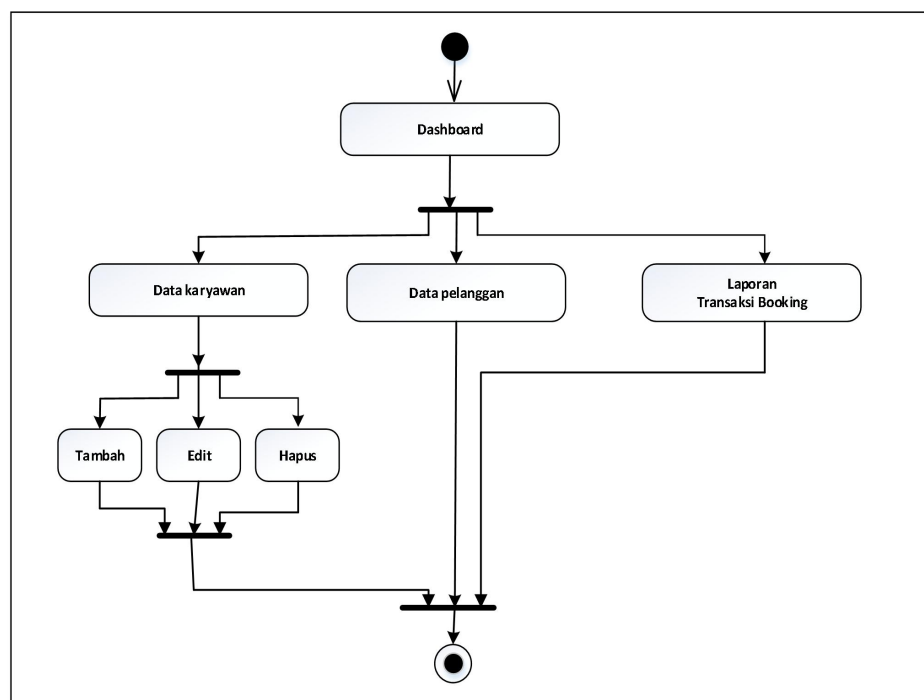 Dashboard
Data karyawan
Data pelanggan
Laporan
Transaksi Booking
Tambah
Edit
Hapus